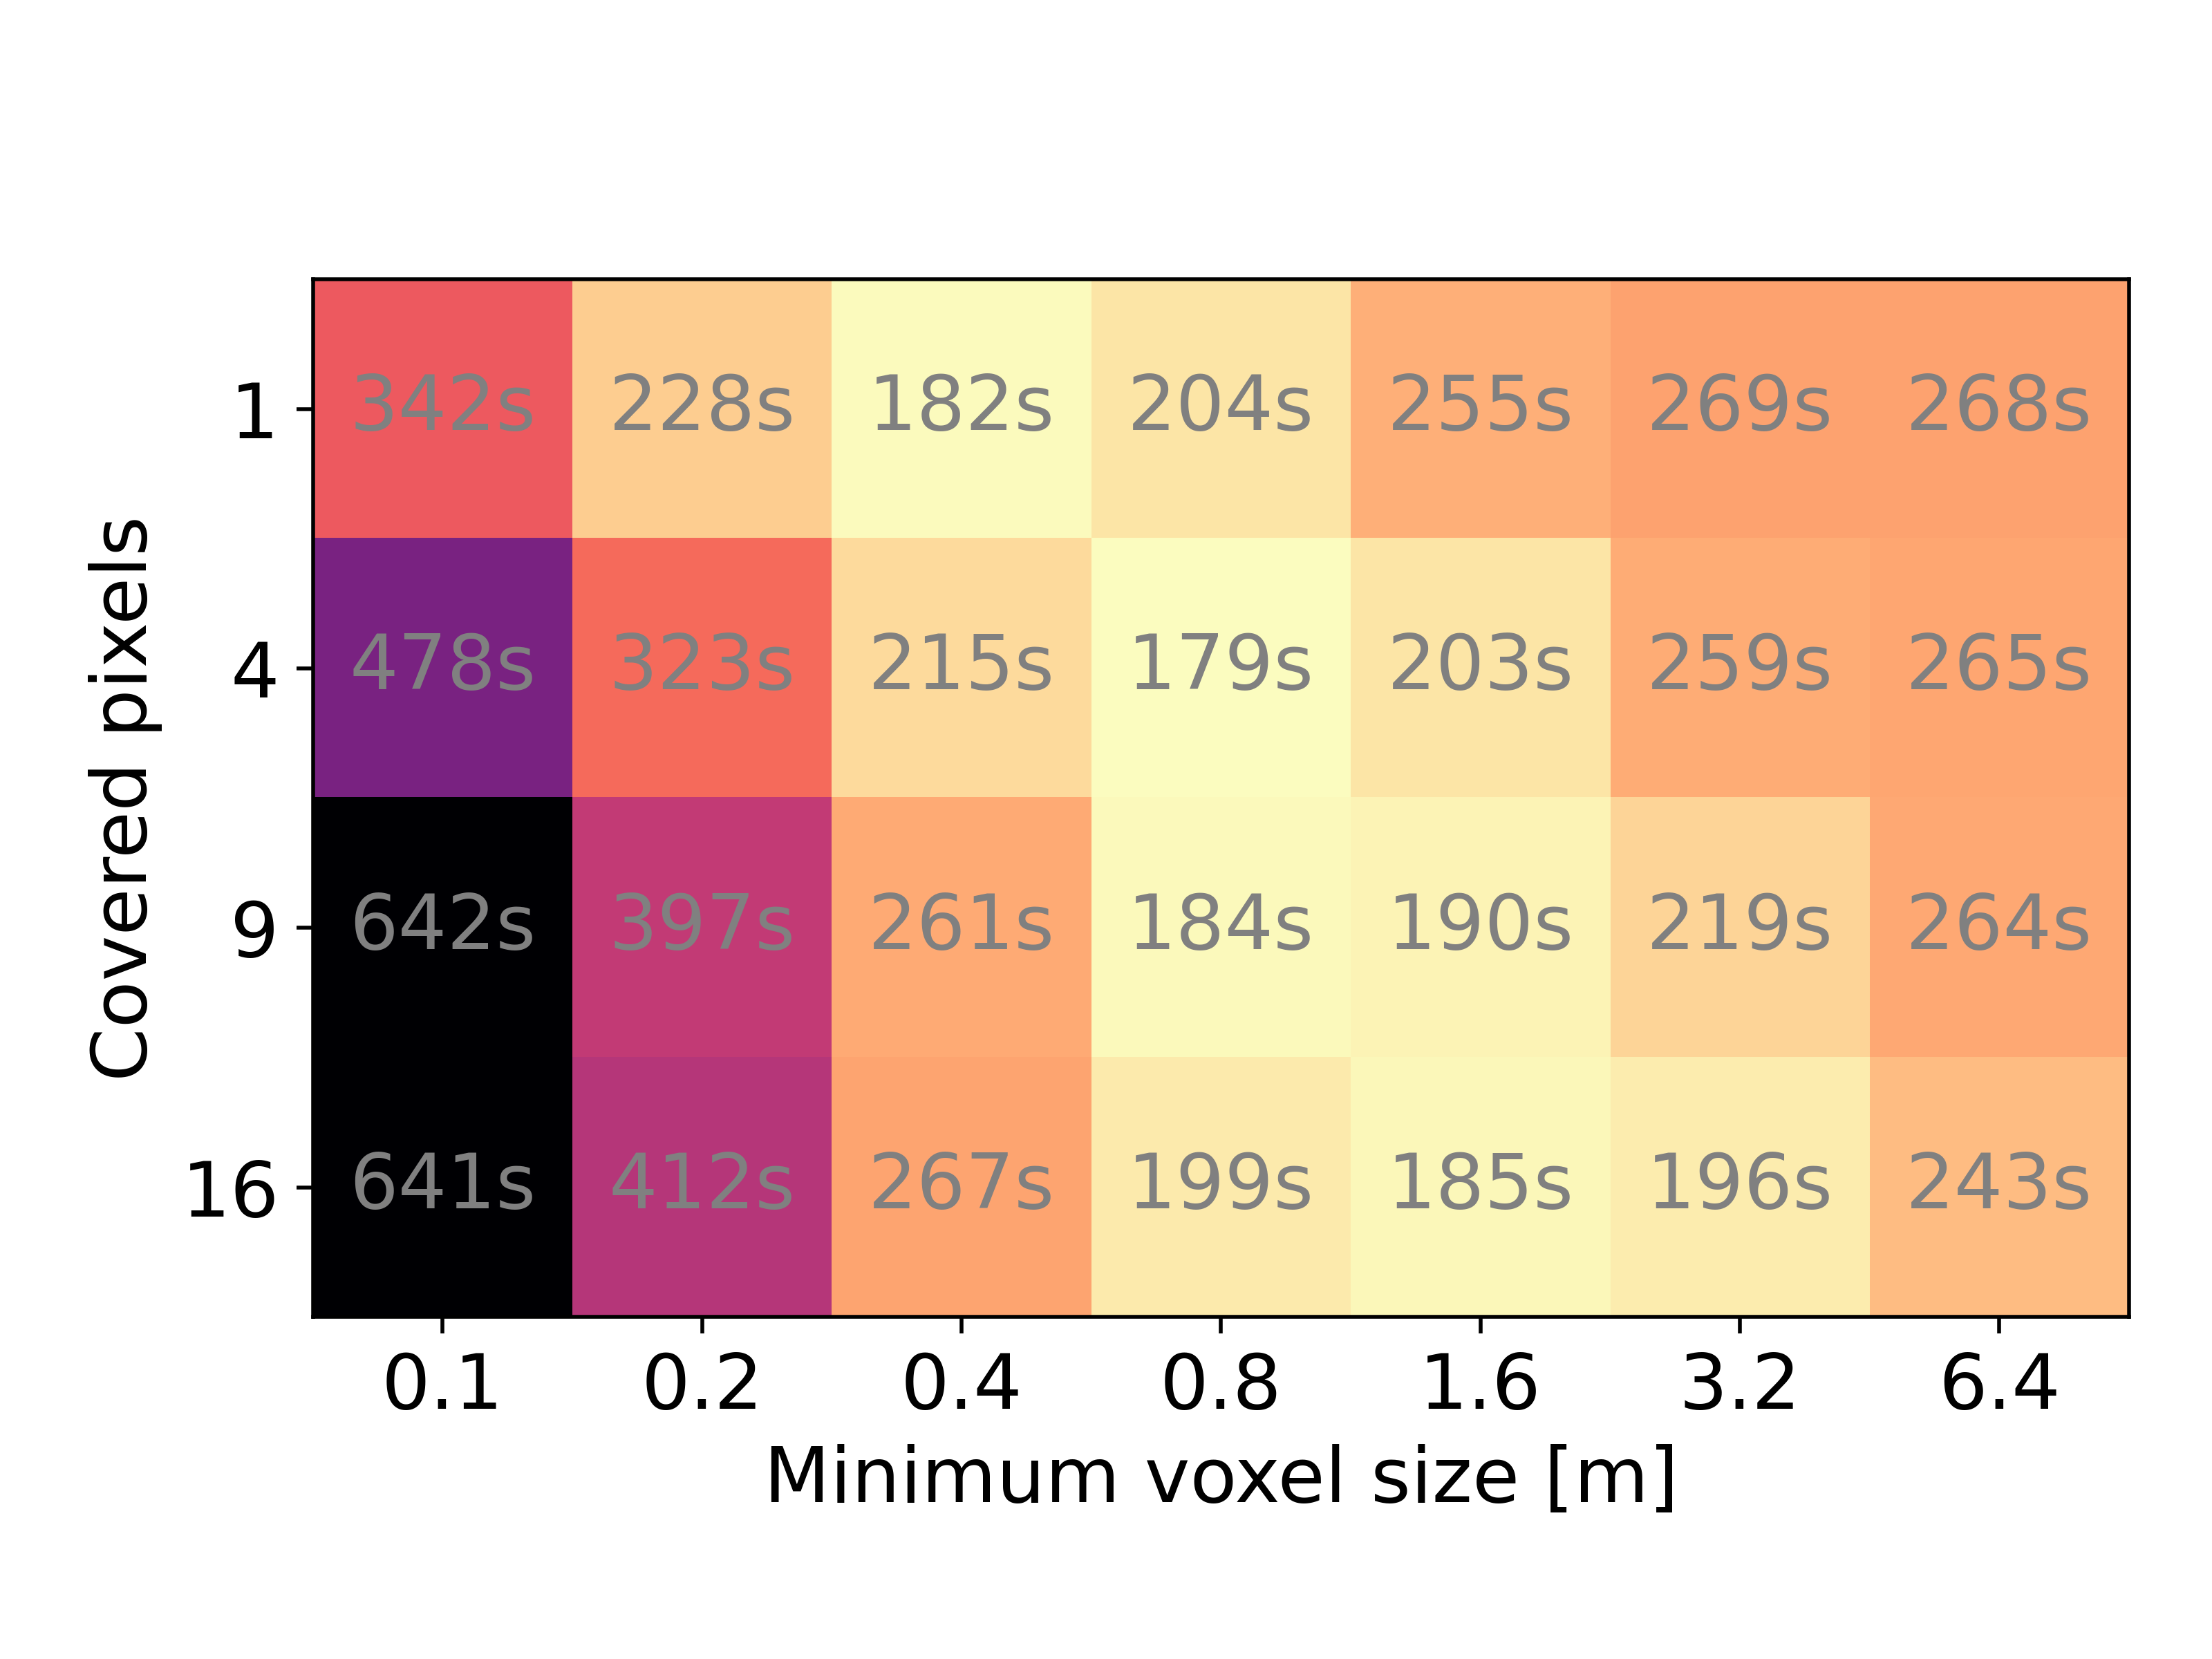 1 342s 228s 182s 204s 255s 269s 268s
4 478s 323s 215s 179s 203s 259s 265s
9 642s 397s 261s 184s 190s 219s 264s
16 641s 412s 267s 199s 185s 196s 243s
0.1 0.2 0.4 0.8 1.6 3.2 6.4
Minimum voxel size [m]
Covered pixels